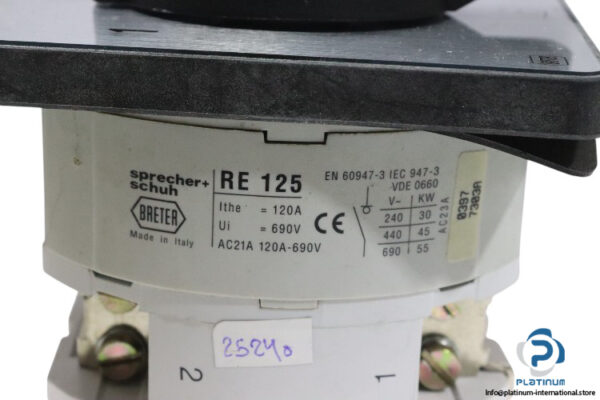 1
sprecher+
schuh
BRETER
Made in Italy
RE 125
Ithe = 120A
Ui = 690V
AC21A 120A-690V
CE
EN 60947-3 IEC 947-3
VDE 0660
V~ KW
240 30
440 45
690 55
AC23A
0397
7303A
25240
2
1
PLATINUM
Info@platinum-international.store